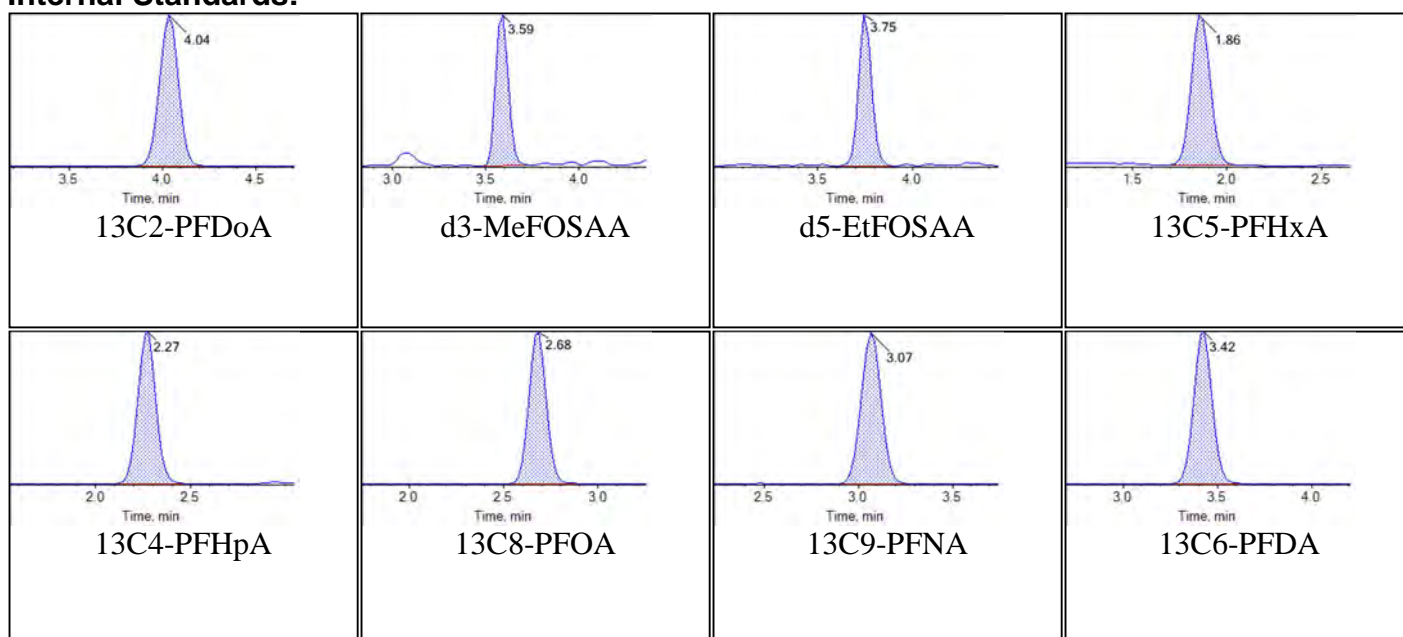 Internal Standards:
4.04
3.5 4.0 4.5
Time, min
13C2-PFDoA
3.59
3.0 3.5 4.0
Time, min
d3-MeFOSAA
3.75
3.5 4.0
Time, min
d5-EtFOSAA
1.86
1.5 2.0 2.5
Time, min
13C5-PFHxA
2.27
2.0 2.5
Time, min
13C4-PFHpA
2.68
2.0 2.5 3.0
Time, min
13C8-PFOA
3.07
2.5 3.0 3.5
Time, min
13C9-PFNA
3.42
3.0 3.5 4.0
Time, min
13C6-PFDA